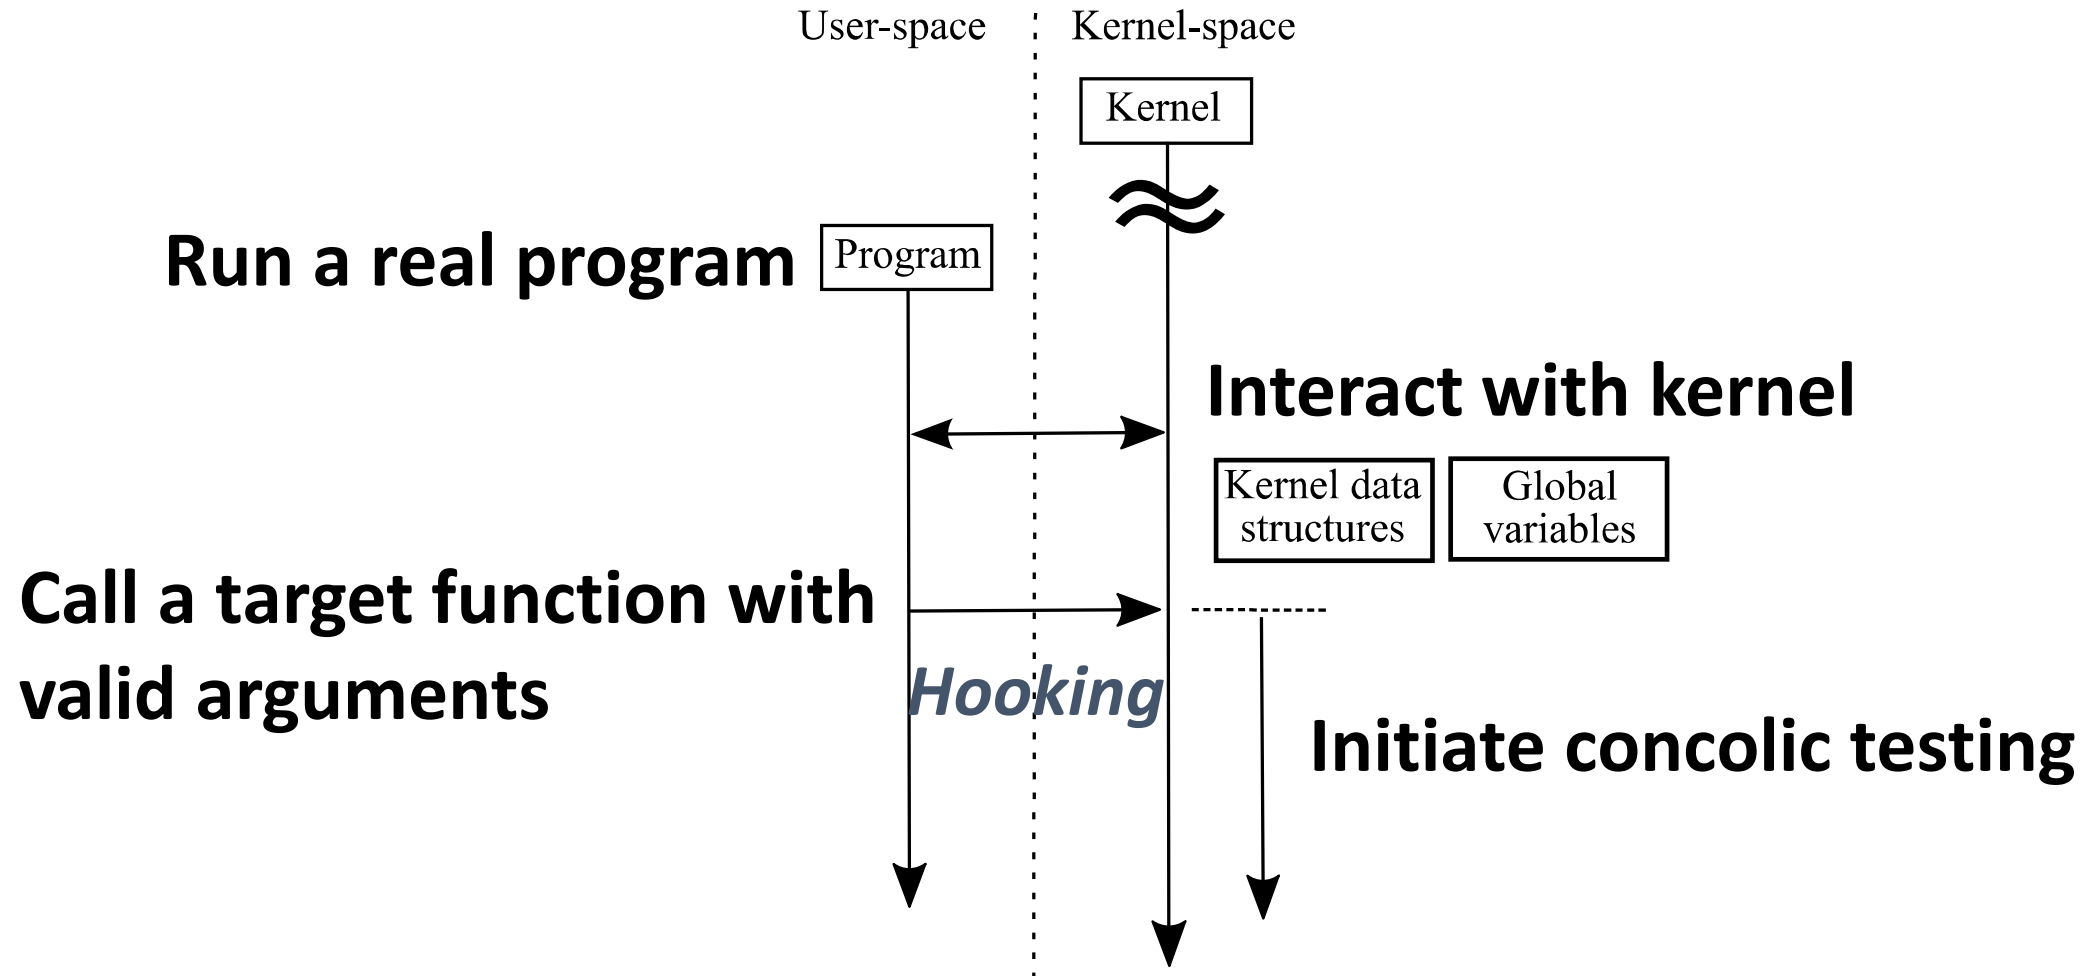 User-space
Kernel-space
Kernel
Run a real program
Program
Interact with kernel
Kernel data
structures
Global
variables
Call a target function with
valid arguments
Hooking
Initiate concolic testing